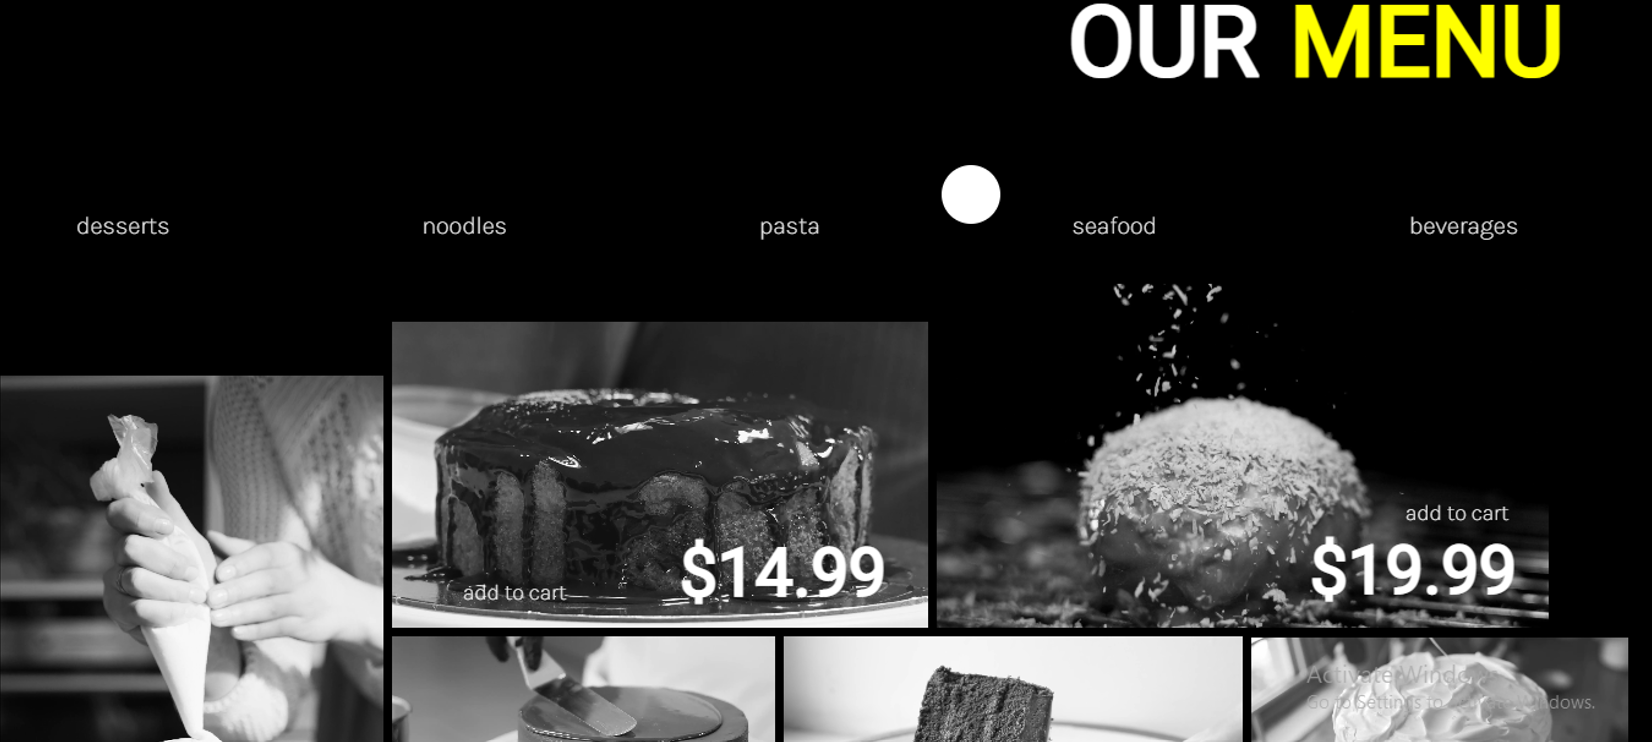 OUR MENU
desserts noodles pasta seafood beverages
add to cart
$19.99
add to cart $14.99
Activate Windows
Go to Settings to activate Windows.